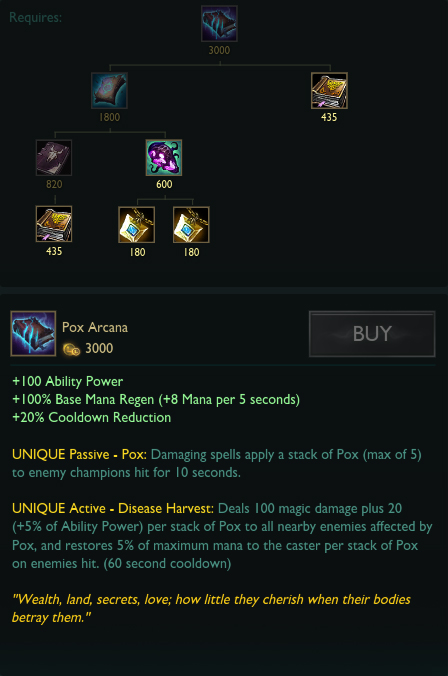 Requires:
3000
1800
435
820
600
435
180
180
Pox Arcana
3000
BUY
+100 Ability Power
+100% Base Mana Regen (+8 Mana per 5 seconds)
+20% Cooldown Reduction
UNIQUE Passive - Pox: Damaging spells apply a stack of Pox (max of 5)
to enemy champions hit for 10 seconds.
UNIQUE Active - Disease Harvest: Deals 100 magic damage plus 20
(+5% of Ability Power) per stack of Pox to all nearby enemies affected by
Pox, and restores 5% of maximum mana to the caster per stack of Pox
on enemies hit. (60 second cooldown)
"Wealth, land, secrets, love; how little they cherish when their bodies
betray them."